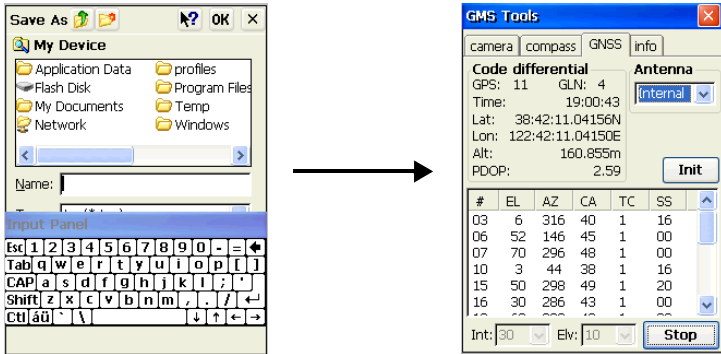 Save As
? OK ×
My Device
Application Data profiles
Flash Disk Program Files
My Documents Temp
Network Windows
Name:
Input Panel
Esc 1 2 3 4 5 6 7 8 9 0 - =
Tab q w e r t y u i o p [ ]
CAP a s d f g h j k l ; '
Shift z x c v b n m , . /
Ctl áü ` \
GMS Tools
camera compass GNSS info
Code differential
GPS: 11 GLN: 4
Time: 19:00:43
Lat: 38:42:11.04156N
Lon: 122:42:11.04150E
Alt: 160.855m
PDOP: 2.59
Antenna
Internal
Init
# EL AZ CA TC SS
03 6 316 40 1 16
06 52 146 45 1 00
07 70 296 48 1 00
10 3 44 38 1 16
15 50 298 49 1 20
16 30 286 43 1 00
Int: 30 Elv: 10 Stop